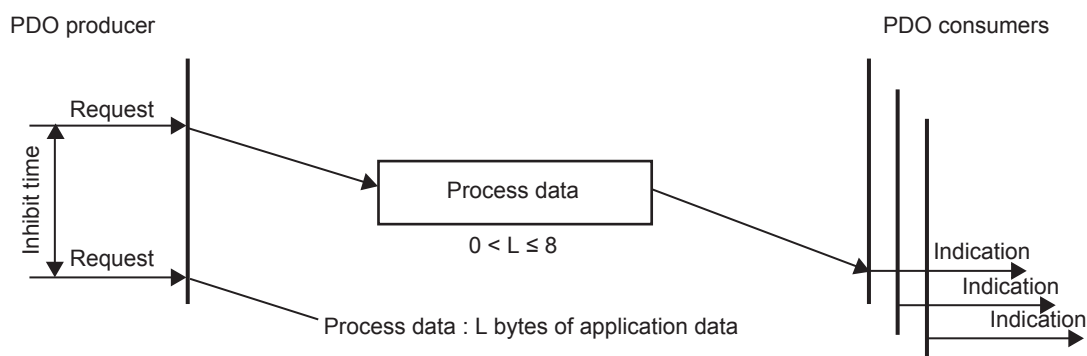 PDO producer
PDO consumers
Request
Inhibit time
Process data
0 < L ≤ 8
Request
Indication
Indication
Indication
Process data : L bytes of application data